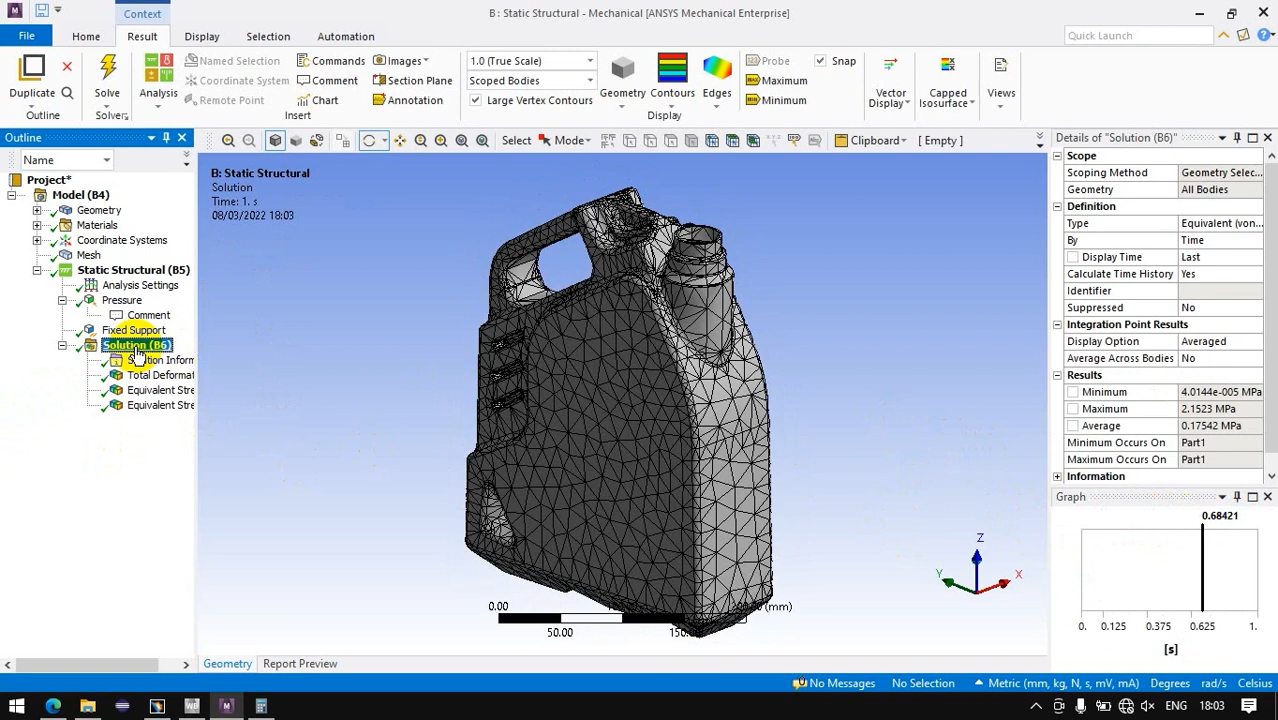 B : Static Structural - Mechanical [ANSYS Mechanical Enterprise]
Context
File
Home
Result
Display
Selection
Automation
Quick Launch
Duplicate
Outline
Solve
Solvers
Analysis
Named Selection
Coordinate System
Remote Point
Commands
Comment
Chart
Images
Section Plane
Annotation
Insert
1.0 (True Scale)
Scoped Bodies
Large Vertex Contours
Geometry
Contours
Edges
Display
Probe
Snap
Maximum
Minimum
Vector Display
Capped Isosurface
Views
Outline
Name
Project*
Model (B4)
Geometry
Materials
Coordinate Systems
Mesh
Static Structural (B5)
Analysis Settings
Pressure
Comment
Fixed Support
Solution (B6)
Total Deformat
Equivalent Stre
Equivalent Stre
Select
Mode
Clipboard
[ Empty ]
B: Static Structural
Solution
Time: 1. s
08/03/2022 18:03
Z
Y
X
0.00
(mm)
50.00
Geometry
Report Preview
Details of "Solution (B6)"
Scope
Scoping Method
Geometry Selec...
Geometry
All Bodies
Definition
Type
Equivalent (von...
By
Time
Display Time
Last
Calculate Time History
Yes
Identifier
Suppressed
No
Integration Point Results
Display Option
Averaged
Average Across Bodies
No
Results
Minimum
4.0144e-005 MPa
Maximum
2.1523 MPa
Average
0.17542 MPa
Minimum Occurs On
Part1
Maximum Occurs On
Part1
Information
Graph
0.68421
0.
0.125
0.375
0.625
1.
[s]
No Messages
No Selection
Metric (mm, kg, N, s, mV, mA)
Degrees
rad/s
Celsius
WB
M
ENG
18:03